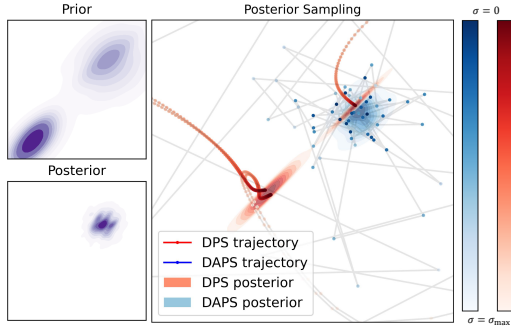 Prior
Posterior Sampling
σ = 0
Posterior
DPS trajectory
DAPS trajectory
DPS posterior
DAPS posterior
σ = σmax